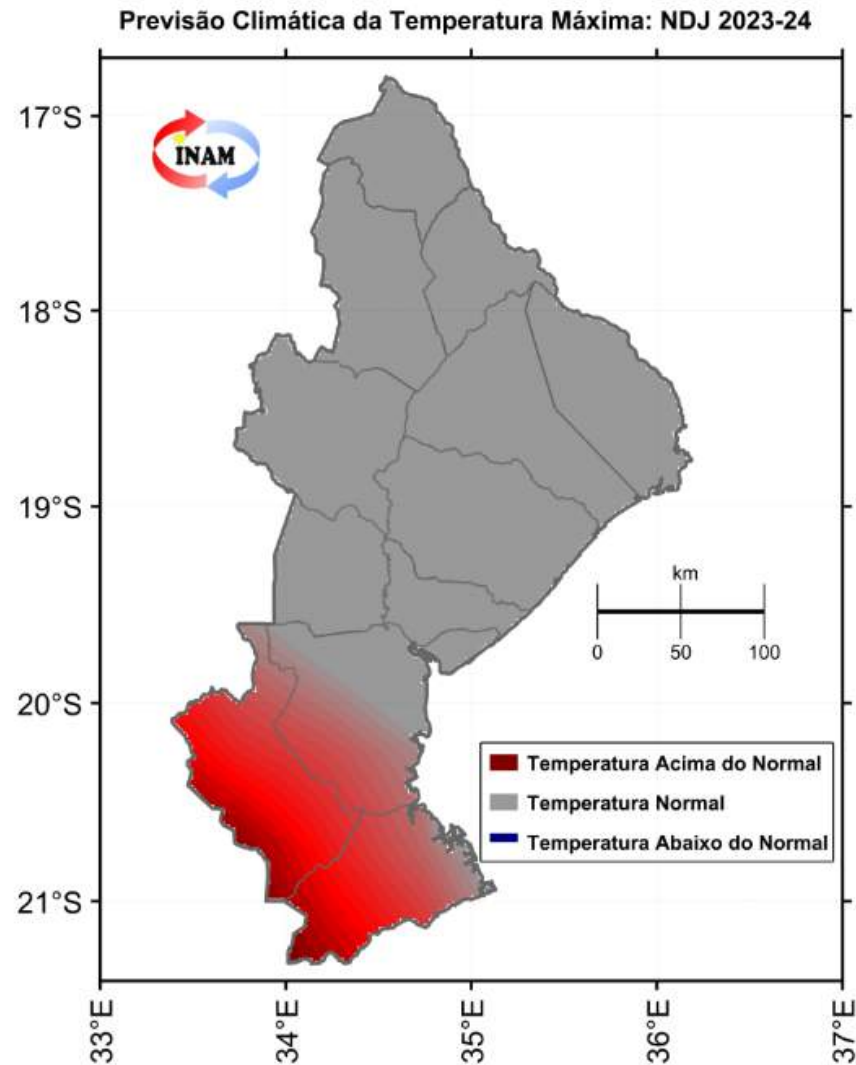 Previsão Climática da Temperatura Máxima: NDJ 2023-24
17°S
INAM
18°S
19°S
km
0 50 100
20°S
Temperatura Acima do Normal
Temperatura Normal
Temperatura Abaixo do Normal
21°S
33°E 34°E 35°E 36°E 37°E